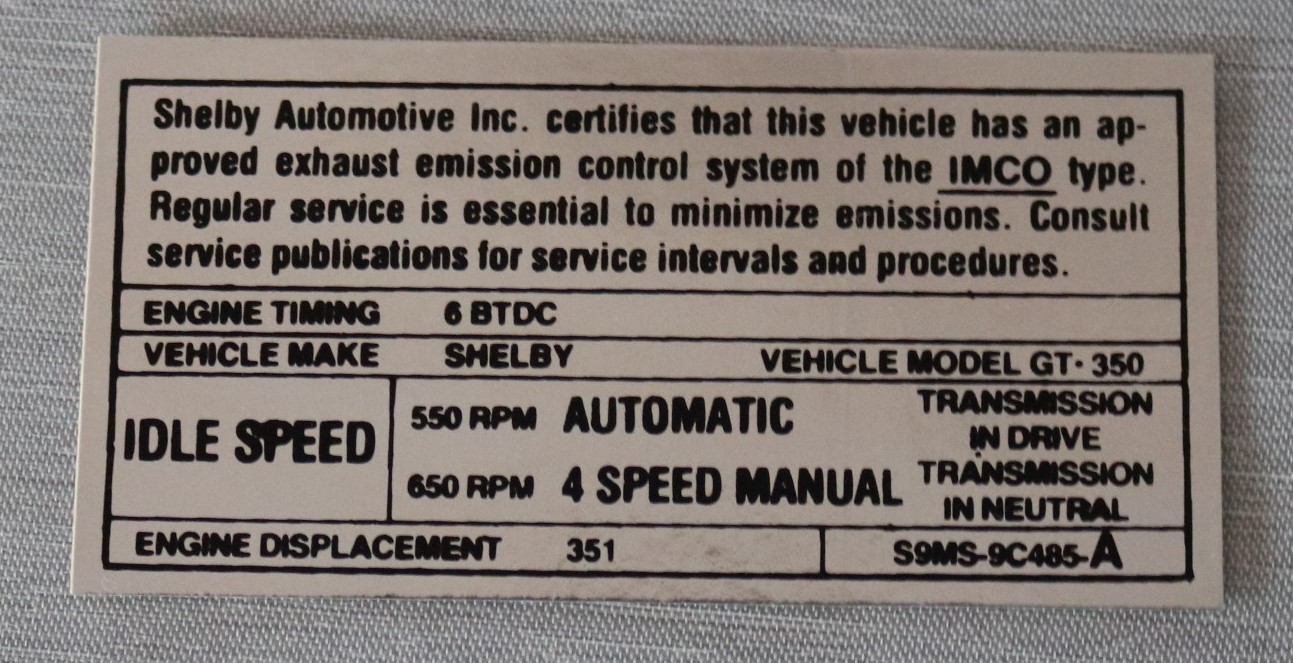 Shelby Automotive Inc. certifies that this vehicle has an ap-
proved exhaust emission control system of the IMCO type.
Regular service is essential to minimize emissions. Consult
service publications for service intervals and procedures.
ENGINE TIMING 6 BTDC
VEHICLE MAKE SHELBY VEHICLE MODEL GT·350
IDLE SPEED
550 RPM AUTOMATIC TRANSMISSION
IN DRIVE
650 RPM 4 SPEED MANUAL TRANSMISSION
IN NEUTRAL
ENGINE DISPLACEMENT 351 S9MS-9C485-A